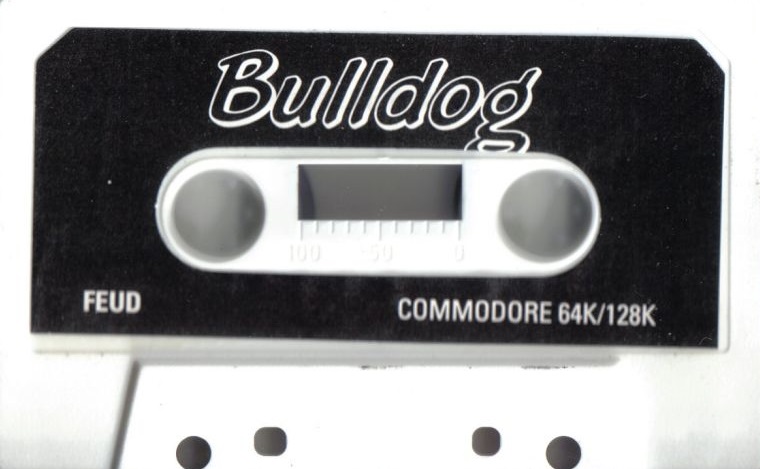 Bulldog
100 50 0
FEUD
COMMODORE 64K/128K